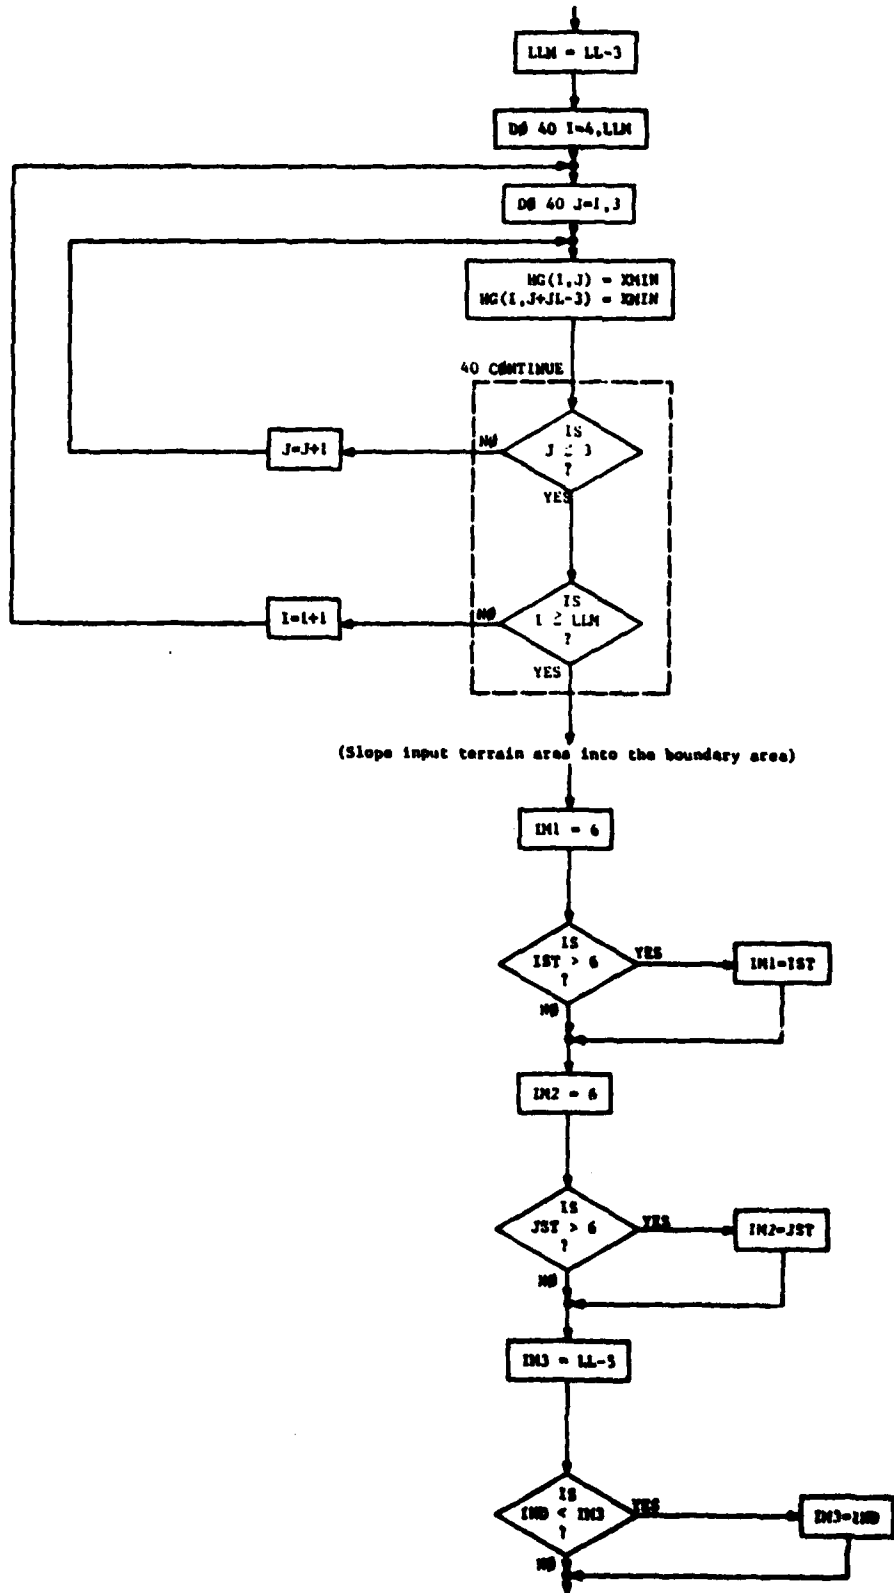 LLM = LL-3
DØ 40 I=4,LLM
DØ 40 J=1,3
HG(I,J) = XMIN
HG(I,J+JL-3) = XMIN
40 CØNTINUE
IS
J ≥ 3
?
NØ
J=J+1
YES
IS
I ≥ LLM
?
NØ
I=I+1
YES
(Slope input terrain area into the boundary area)
IM1 = 6
IS
IST > 6
?
YES
IM1=IST
NØ
IM2 = 6
IS
JST > 6
?
YES
IM2=JST
NØ
IM3 = LL-5
IS
IND < IM3
?
YES
IM3=IND
NØ